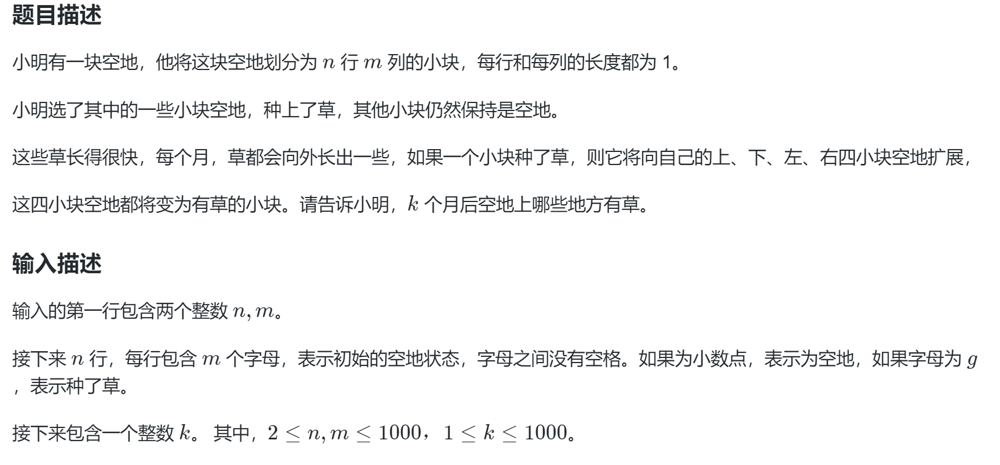 题目描述
小明有一块空地，他将这块空地划分为 n 行 m 列的小块，每行和每列的长度都为 1。
小明选了其中的一些小块空地，种上了草，其他小块仍然保持是空地。
这些草长得很快，每个月，草都会向外长出一些，如果一个小块种了草，则它将向自己的上、下、左、右四小块空地扩展，
这四小块空地都将变为有草的小块。请告诉小明，k 个月后空地上哪些地方有草。
输入描述
输入的第一行包含两个整数 n, m。
接下来 n 行，每行包含 m 个字母，表示初始的空地状态，字母之间没有空格。如果为小数点，表示为空地，如果字母为 g
，表示种了草。
接下来包含一个整数 k。 其中，2 ≤ n, m ≤ 1000，1 ≤ k ≤ 1000。